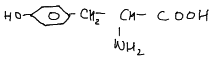 HO- -CH2- CH- COOH
NH2